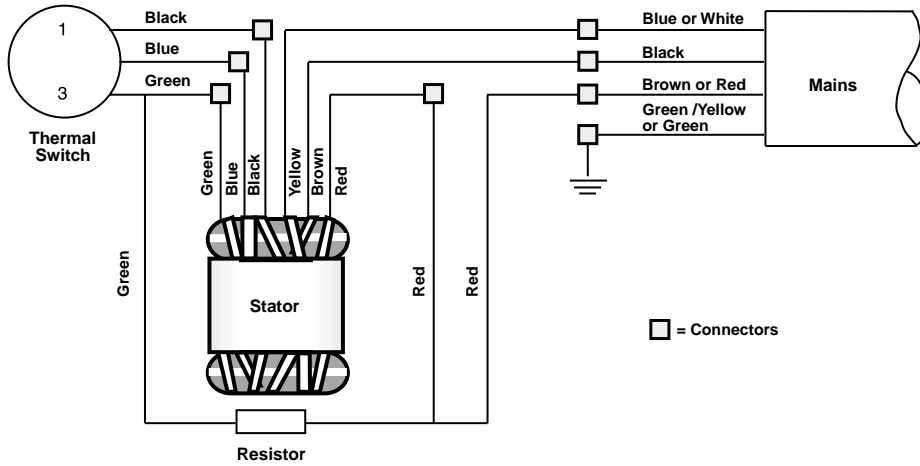 1
3
Thermal
Switch
Black
Blue
Green
Blue or White
Black
Brown or Red
Green /Yellow
or Green
Mains
Green
Blue
Black
Yellow
Brown
Red
Green
Stator
Red
Red
= Connectors
Resistor